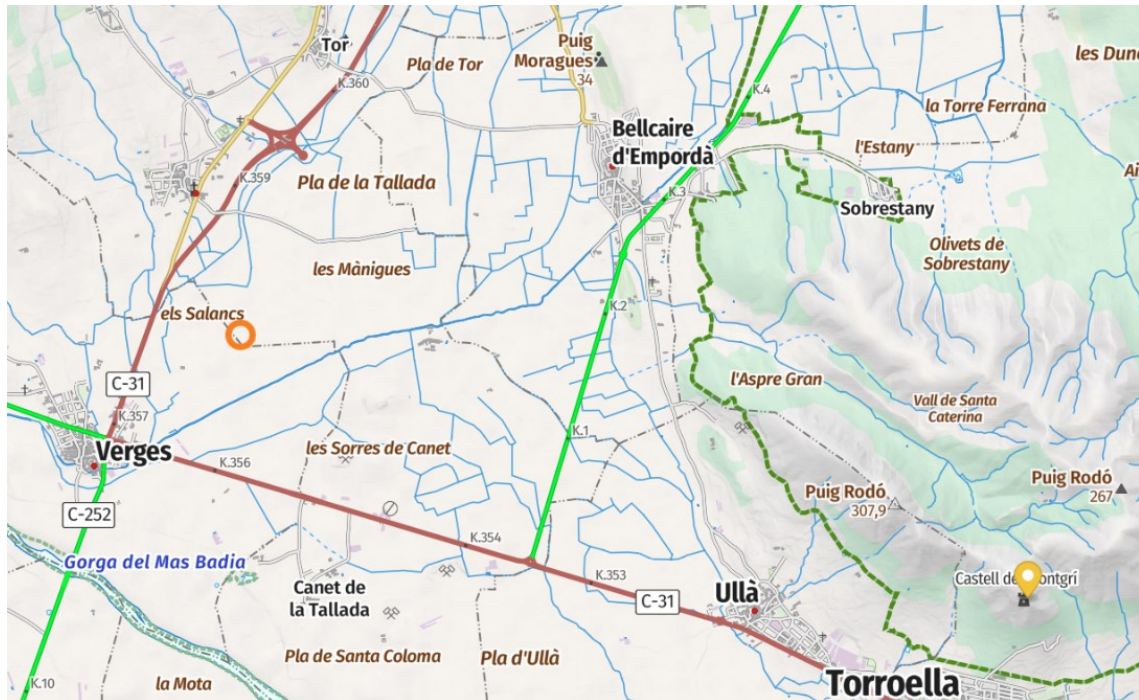 Tor
Pla de Tor
Puig
Moragues
34
les Dun
K.360
K.4
la Torre Ferrana
Bellcaire
d'Empordà
l'Estany
K.359
Pla de la Tallada
K.3
Sobrestany
Olivets de
Sobrestany
les Mànigues
els Salancs
K.2
C-31
l'Aspre Gran
Vall de Santa
Caterina
K.357
Verges
les Sorres de Canet
K.1
K.356
Puig Rodó
307,9
Puig Rodó
267
C-252
K.354
Gorga del Mas Badia
K.353
Canet de
la Tallada
C-31
Ullà
Castell de ontgrí
Pla de Santa Coloma
Pla d'Ullà
K.10
la Mota
Torroella